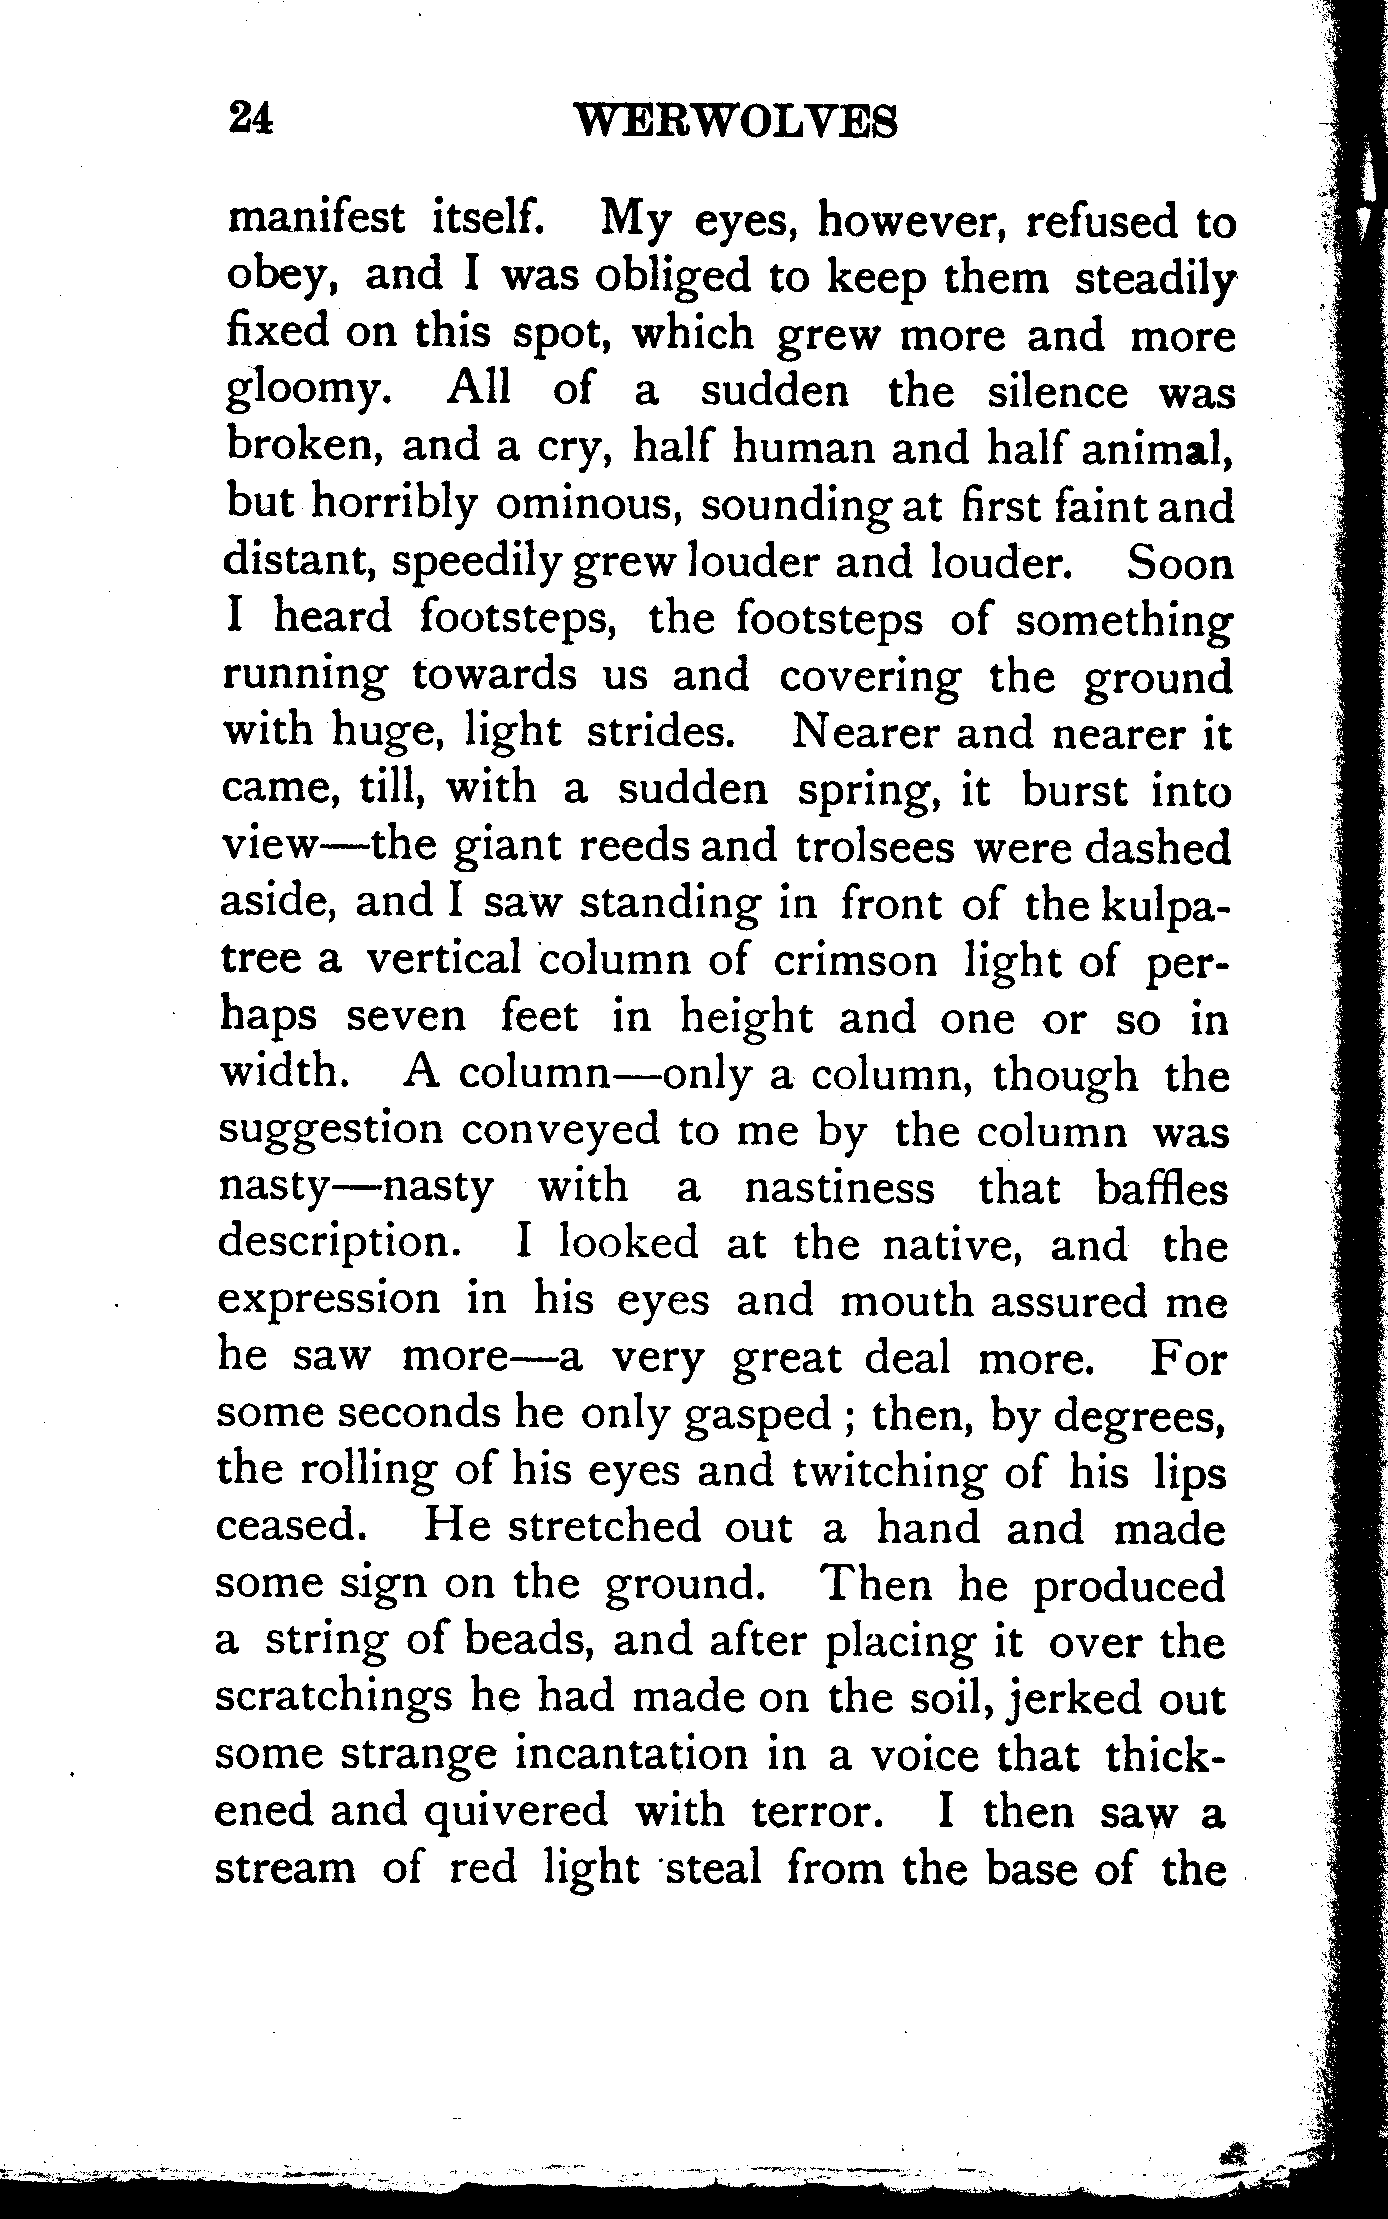 24 WERWOLVES
manifest itself. My eyes, however, refused to
obey, and I was obliged to keep them steadily
fixed on this spot, which grew more and more
gloomy. All of a sudden the silence was
broken, and a cry, half human and half animal,
but horribly ominous, sounding at first faint and
distant, speedily grew louder and louder. Soon
I heard footsteps, the footsteps of something
running towards us and covering the ground
with huge, light strides. Nearer and nearer it
came, till, with a sudden spring, it burst into
view—the giant reeds and trolsees were dashed
aside, and I saw standing in front of the kulpa-
tree a vertical column of crimson light of per-
haps seven feet in height and one or so in
width. A column—only a column, though the
suggestion conveyed to me by the column was
nasty—nasty with a nastiness that baffles
description. I looked at the native, and the
expression in his eyes and mouth assured me
he saw more—a very great deal more. For
some seconds he only gasped ; then, by degrees,
the rolling of his eyes and twitching of his lips
ceased. He stretched out a hand and made
some sign on the ground. Then he produced
a string of beads, and after placing it over the
scratchings he had made on the soil, jerked out
some strange incantation in a voice that thick-
ened and quivered with terror. I then saw a
stream of red light steal from the base of the